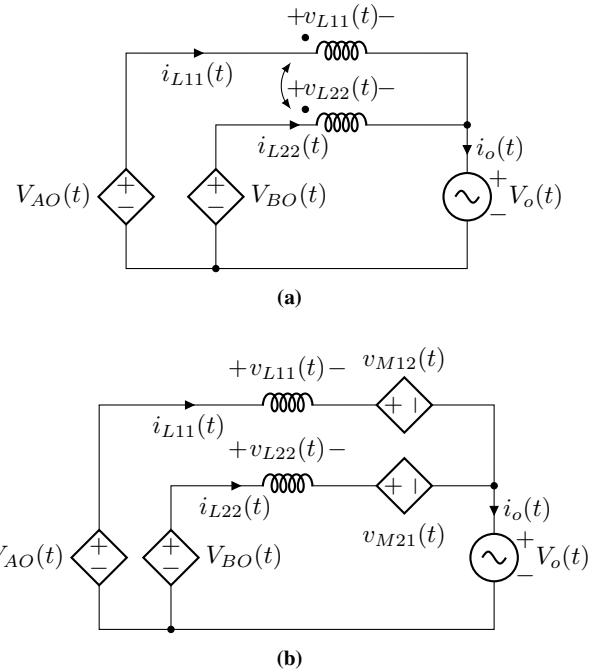 +v_{L11}(t)−
i_{L11}(t)
+v_{L22}(t)−
i_{L22}(t)
i_o(t)
V_{AO}(t)
+
−
+
−
V_{BO}(t)
+
−
V_o(t)
(a)
v_{M12}(t)
+v_{L11}(t)−
+ −
i_{L11}(t)
+v_{L22}(t)−
+ −
i_{L22}(t)
v_{M21}(t)
i_o(t)
V_{AO}(t)
+
−
+
−
V_{BO}(t)
+
−
V_o(t)
(b)